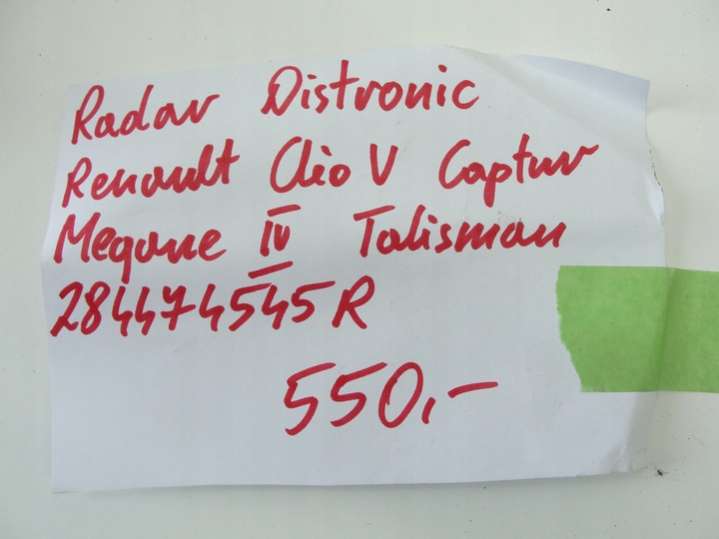 Radar Distronic
Renault Clio V Captur
Megane IV Talisman
284474545R
550,-